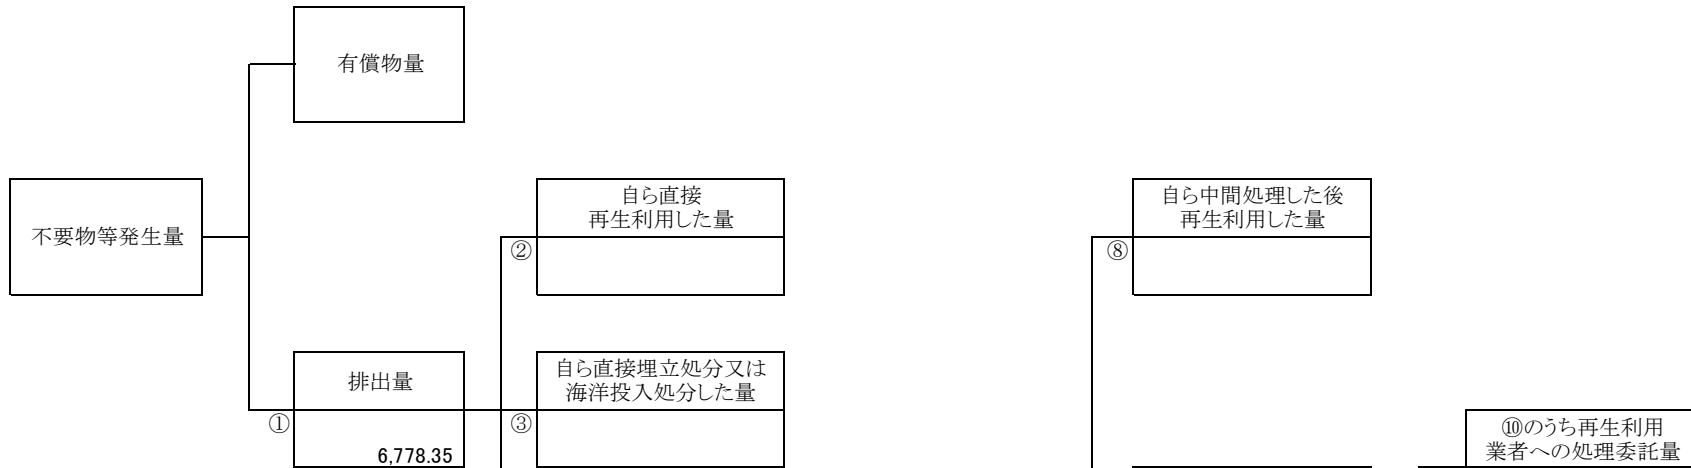 有償物量
不要物等発生量
自ら直接
再生利用した量
②
自ら中間処理した後
再生利用した量
⑧
排出量
①
6,778.35
自ら直接埋立処分又は
海洋投入処分した量
③
⑩のうち再生利用
業者への処理委託量